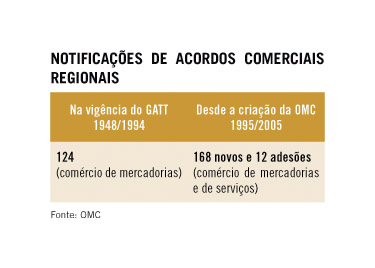 NOTIFICAÇÕES DE ACORDOS COMERCIAIS
REGIONAIS
Na vigência do GATT
1948/1994
Desde a criação da OMC
1995/2005
124
(comércio de mercadorias)
168 novos e 12 adesões
(comércio de mercadorias
e de serviços)
Fonte: OMC